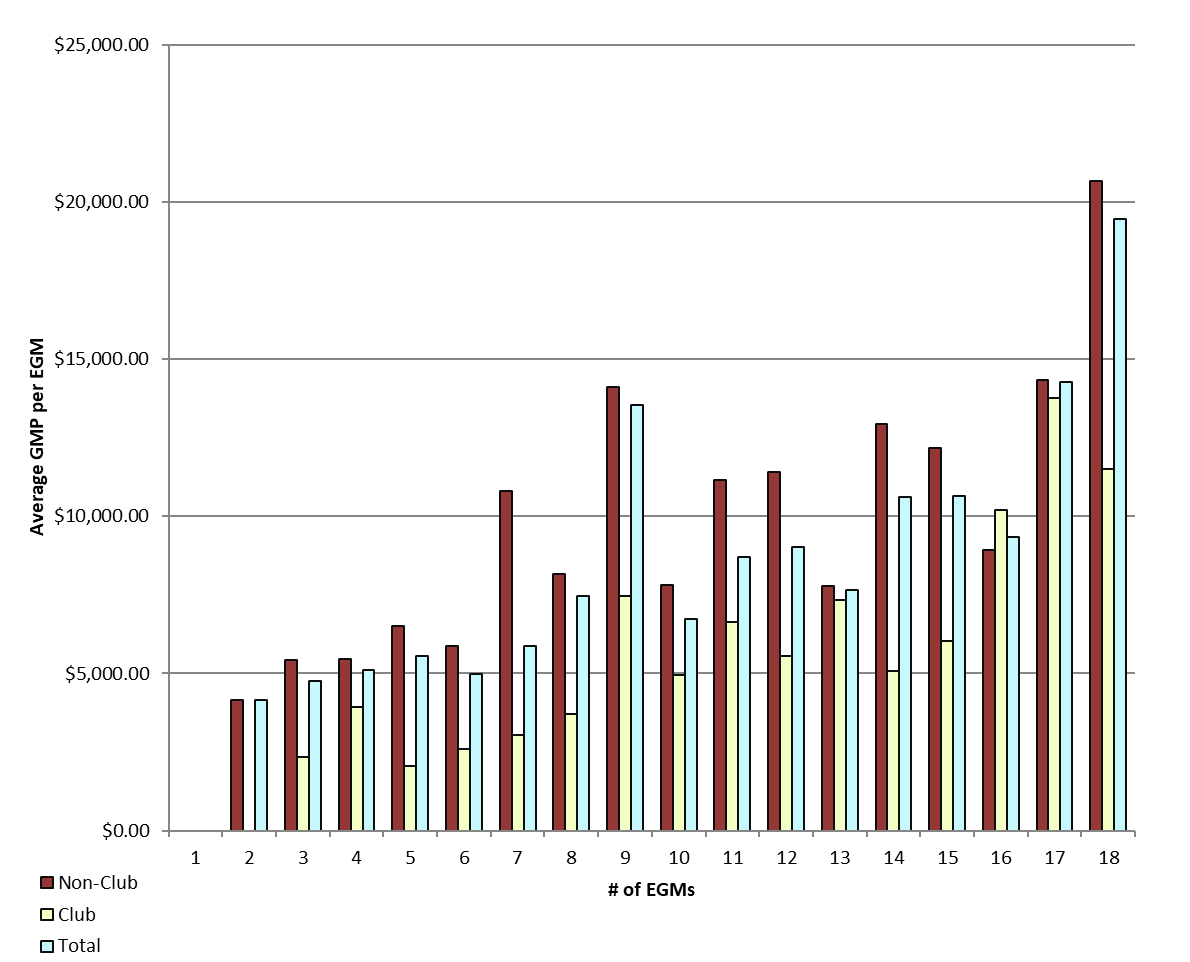 $25,000.00
$20,000.00
$15,000.00
$10,000.00
$5,000.00
$0.00
Average GMP per EGM
1 2 3 4 5 6 7 8 9 10 11 12 13 14 15 16 17 18
# of EGMs
Non-Club
Club
Total